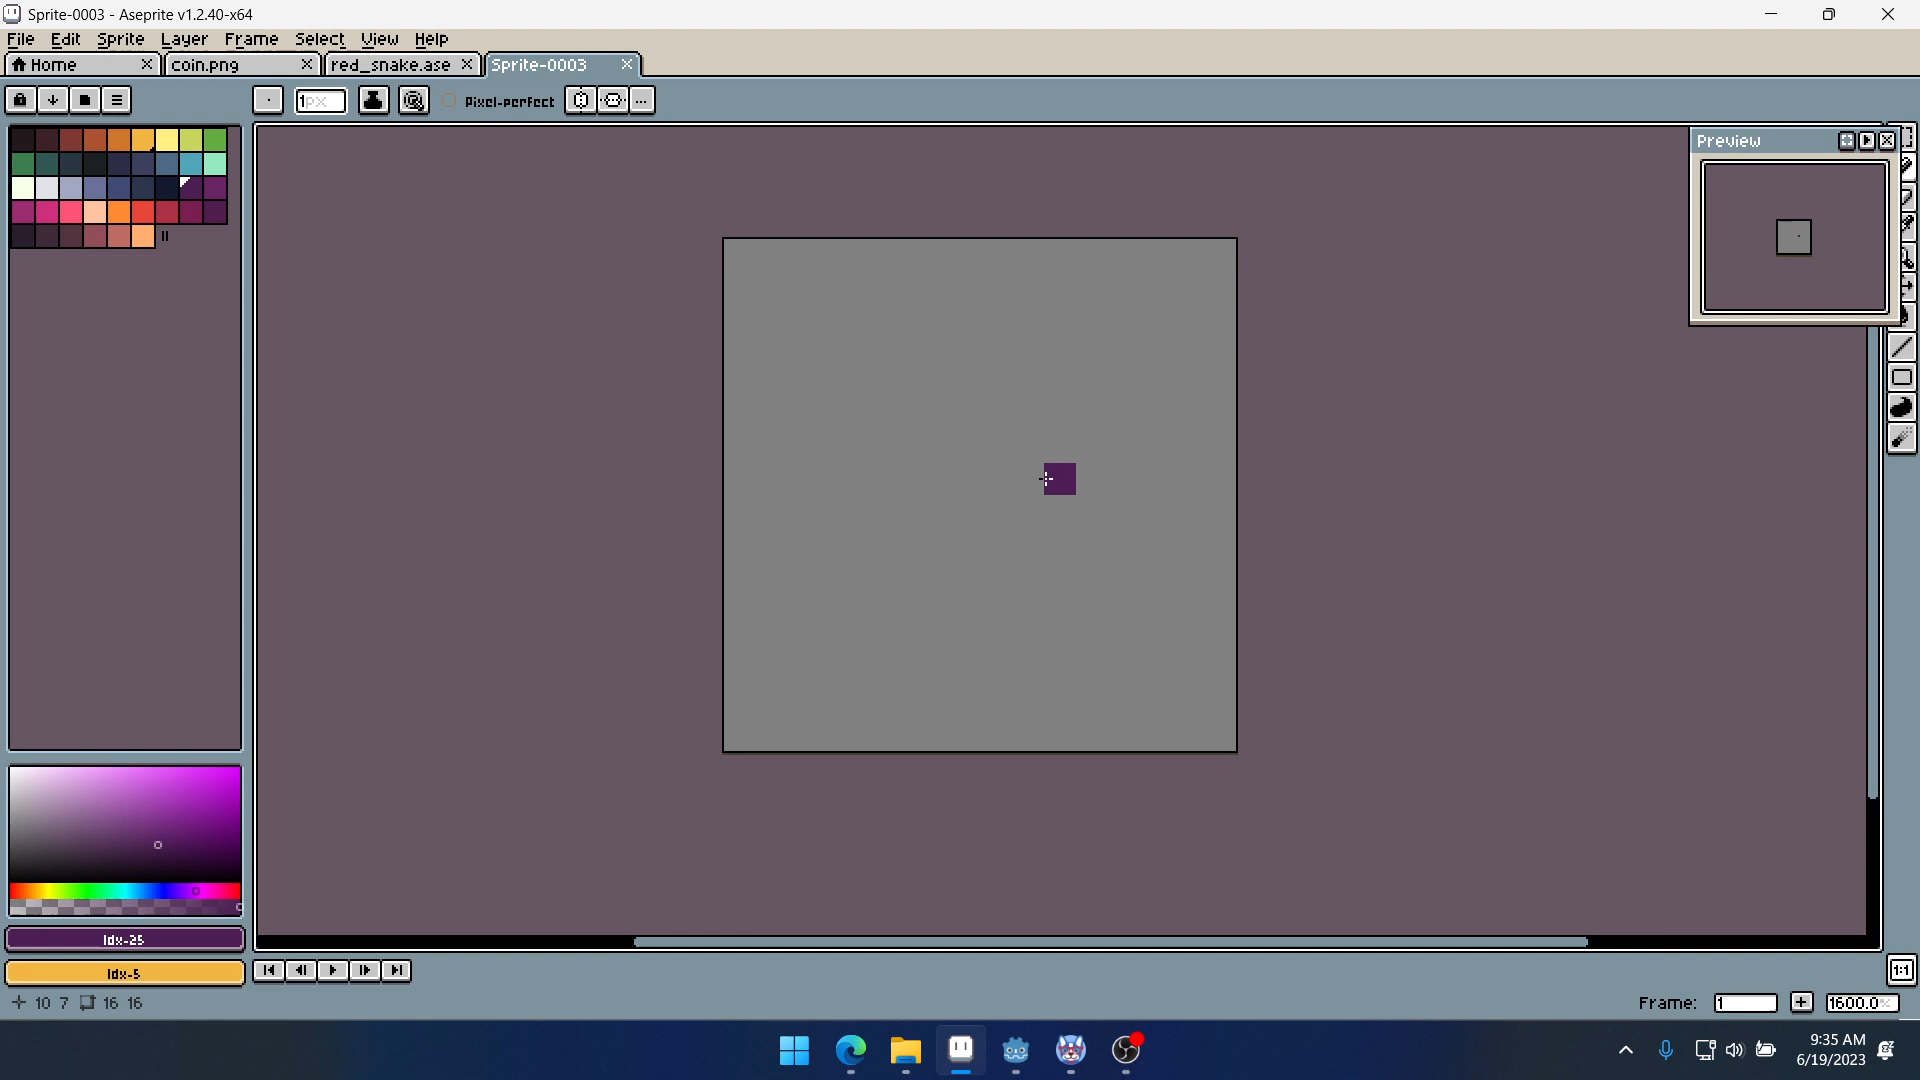 Sprite-0003 - Aseprite v1.2.40-x64
File Edit Sprite Layer Frame Select View Help
Home coin.png red_snake.ase Sprite-0003
1px Pixel-perfect
Preview
Idx-25
Idx-5
1:1
10 7 16 16
Frame: 1 1600.0%
9:35 AM
6/19/2023